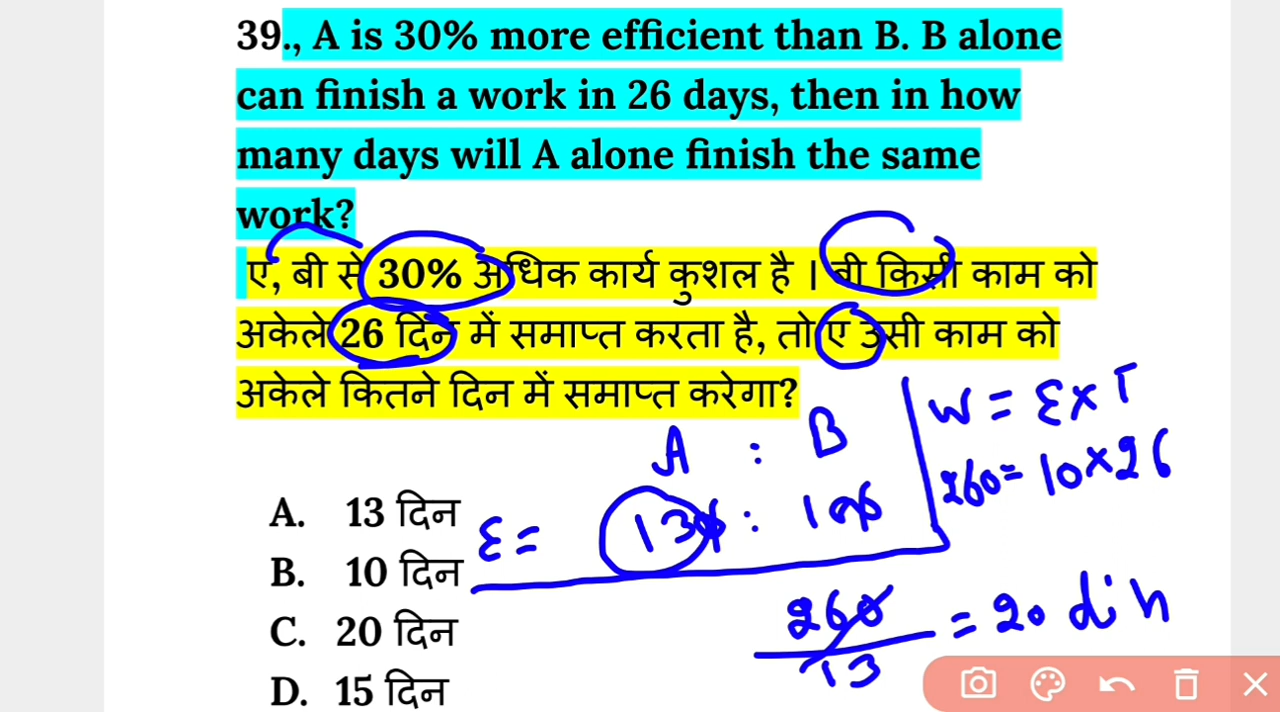 39., A is 30% more efficient than B. B alone
can finish a work in 26 days, then in how
many days will A alone finish the same
work?
ए, बी से 30% अधिक कार्य कुशल है । बी किसी काम को
अकेले 26 दिन में समाप्त करता है, तो ए उसी काम को
अकेले कितने दिन में समाप्त करेगा?
A : B
W = E x T
260 = 10 x 26
E = 130 : 100
A. 13 दिन
B. 10 दिन
C. 20 दिन
D. 15 दिन
260
13
= 20 din